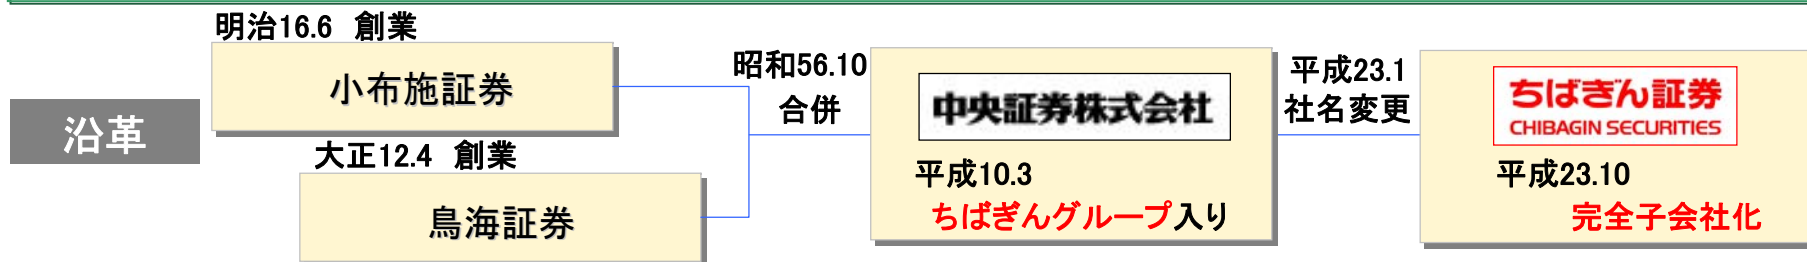 沿革
明治16.6 創業
小布施証券
大正12.4 創業
鳥海証券
昭和56.10
合併
中央証券株式会社
平成10.3
ちばぎんグループ入り
平成23.1
社名変更
ちばぎん証券
CHIBAGIN SECURITIES
平成23.10
完全子会社化